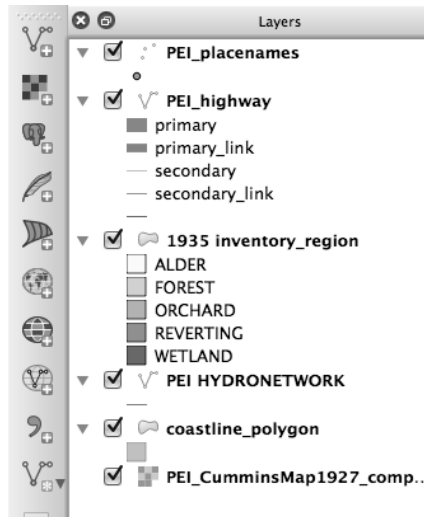 Layers
PEI_placenames
PEI_highway
primary
primary_link
secondary
secondary_link
1935 inventory_region
ALDER
FOREST
ORCHARD
REVERTING
WETLAND
PEI HYDRONETWORK
coastline_polygon
PEI_CumminsMap1927_comp...